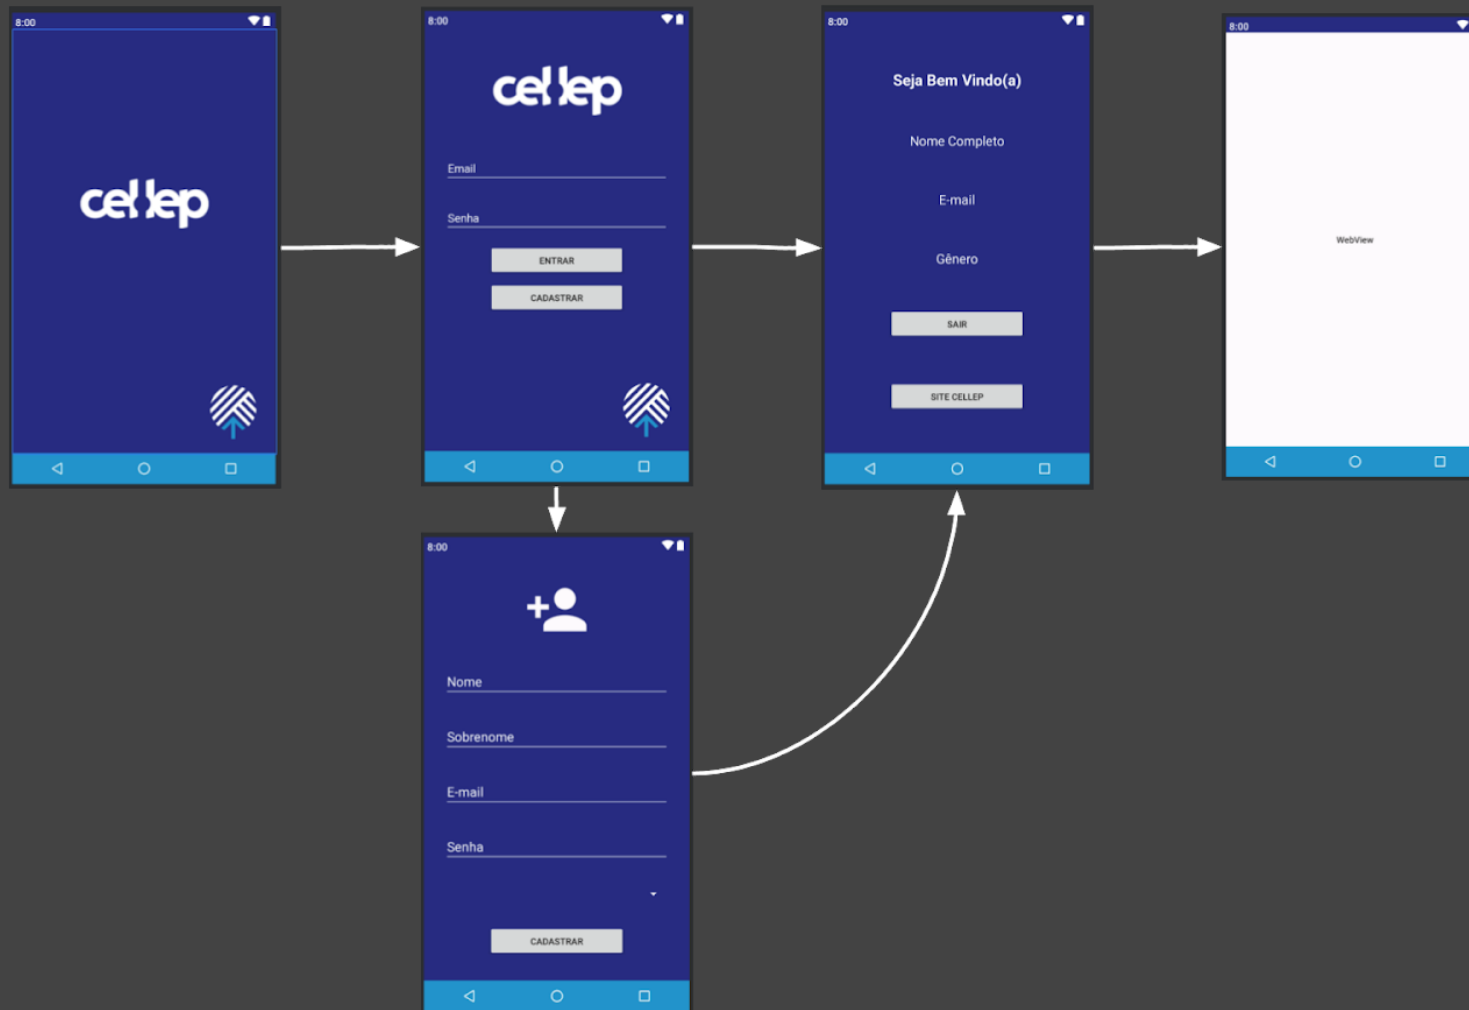 8:00
cellep
8:00
cellep
Email
Senha
ENTRAR
CADASTRAR
8:00
Seja Bem Vindo(a)
Nome Completo
E-mail
Gênero
SAIR
SITE CELLEP
8:00
WebView
8:00
Nome
Sobrenome
E-mail
Senha
CADASTRAR